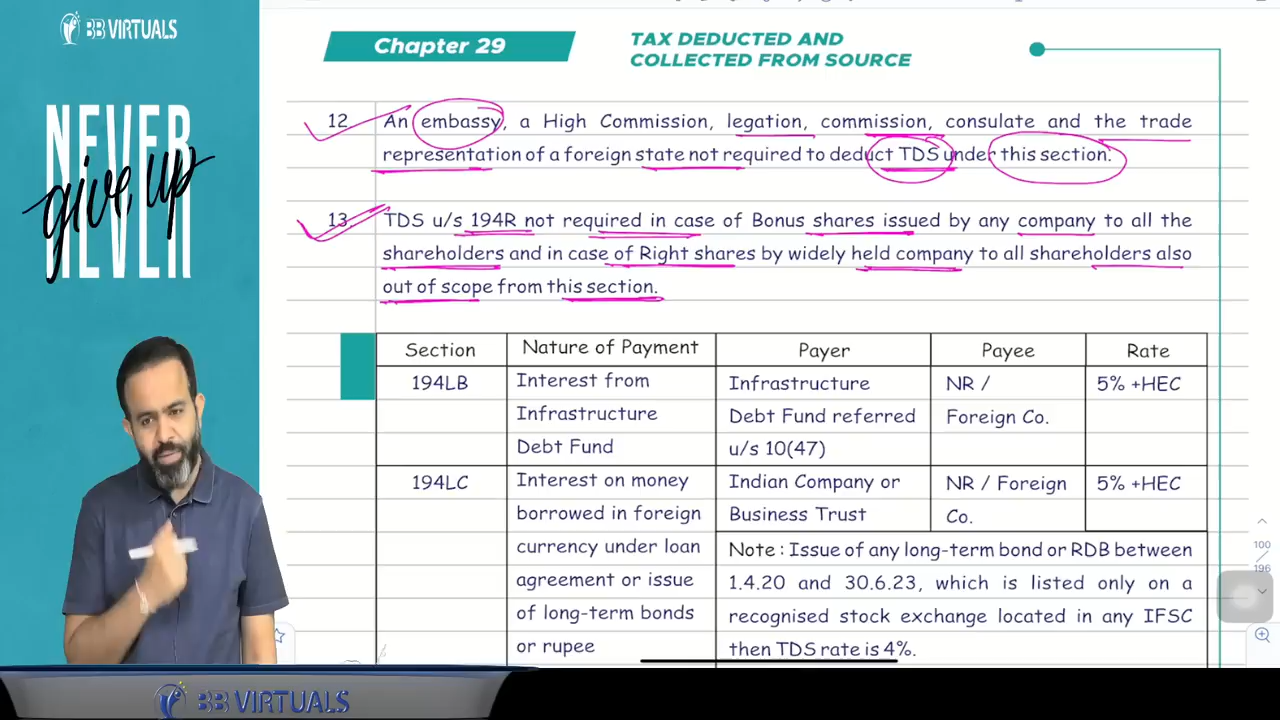 BB VIRTUALS
NEVER
give up
NEVER
Chapter 29
TAX DEDUCTED AND
COLLECTED FROM SOURCE
12
An embassy, a High Commission, legation, commission, consulate and the trade
representation of a foreign state not required to deduct TDS under this section.
13
TDS u/s 194R not required in case of Bonus shares issued by any company to all the
shareholders and in case of Right shares by widely held company to all shareholders also
out of scope from this section.
Section Nature of Payment Payer Payee Rate
194LB
Interest from
Infrastructure
Debt Fund
Infrastructure
Debt Fund referred
u/s 10(47)
NR /
Foreign Co.
5% +HEC
194LC
Interest on money
borrowed in foreign
currency under loan
agreement or issue
of long-term bonds
or rupee
Indian Company or
Business Trust
NR / Foreign
Co.
5% +HEC
Note : Issue of any long-term bond or RDB between
1.4.20 and 30.6.23, which is listed only on a
recognised stock exchange located in any IFSC
then TDS rate is 4%.
100
196
BB VIRTUALS